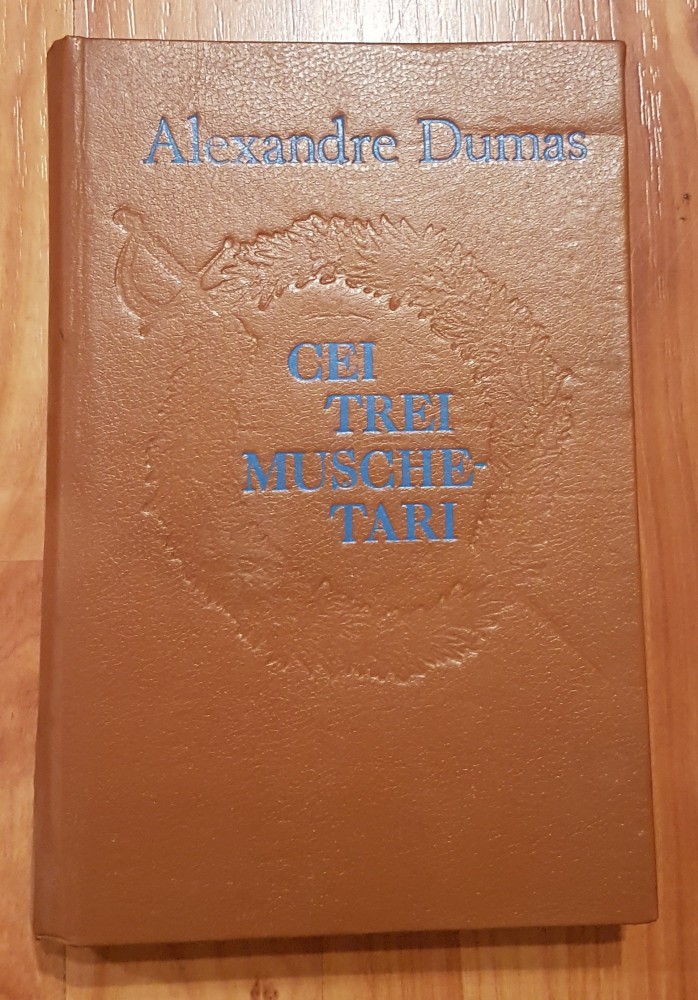 Alexandre Dumas
CEI
TREI
MUSCHE-
TARI